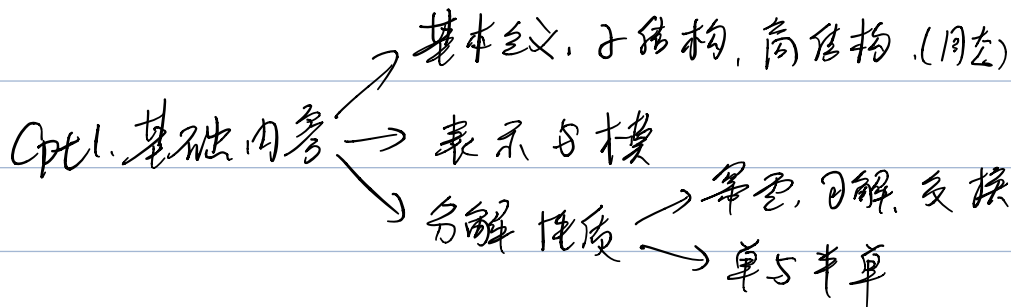 基本定义, 子结构, 商结构. (同态)
Cpt1. 基础内容
表示与模
分解性质
幂零, 可解, 交换
单与半单